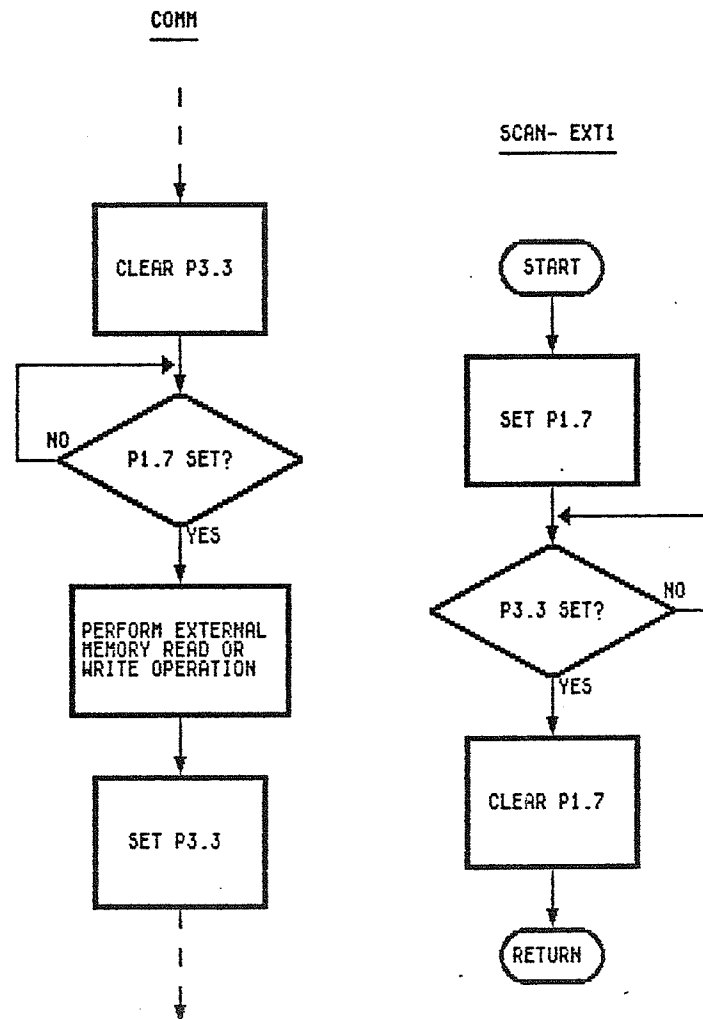 COMM
CLEAR P3.3
NO
P1.7 SET?
YES
PERFORM EXTERNAL
MEMORY READ OR
WRITE OPERATION
SET P3.3
SCAN- EXT1
START
SET P1.7
P3.3 SET?
NO
YES
CLEAR P1.7
RETURN